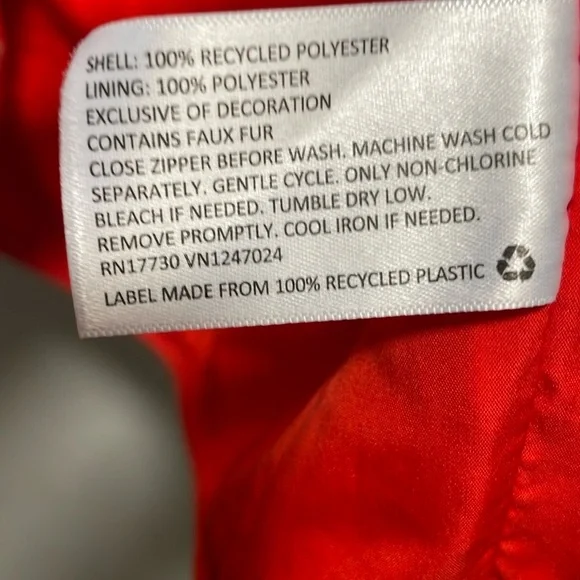 SHELL: 100% RECYCLED POLYESTER
LINING: 100% POLYESTER
EXCLUSIVE OF DECORATION
CONTAINS FAUX FUR
CLOSE ZIPPER BEFORE WASH. MACHINE WASH COLD
SEPARATELY. GENTLE CYCLE. ONLY NON-CHLORINE
BLEACH IF NEEDED. TUMBLE DRY LOW.
REMOVE PROMPTLY. COOL IRON IF NEEDED.
RN17730 VN1247024
LABEL MADE FROM 100% RECYCLED PLASTIC